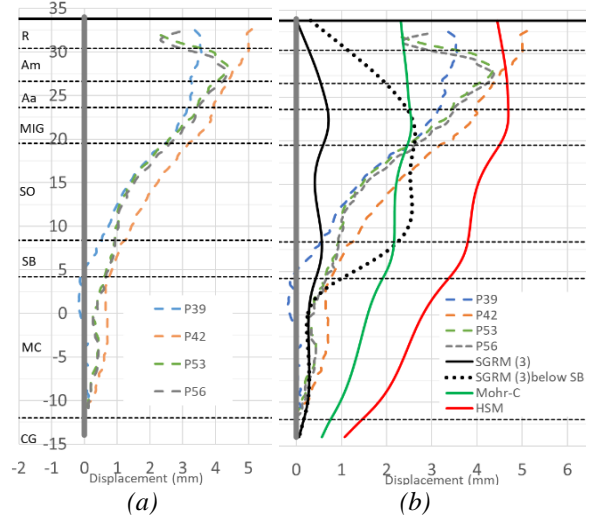 35
R
30
Am
25
Aa
MIG
20
15
SO
10
SB
5
0
MC
-5
-10
CG
-15
-2 -1 0 1 2 3 4 5
Displacement (mm)
P39
P42
P53
P56
(a)
P39
P42
P53
P56
SGRM (3)
SGRM (3)below SB
Mohr-C
HSM
0 1 2 3 4 5 6
Displacement (mm)
(b)